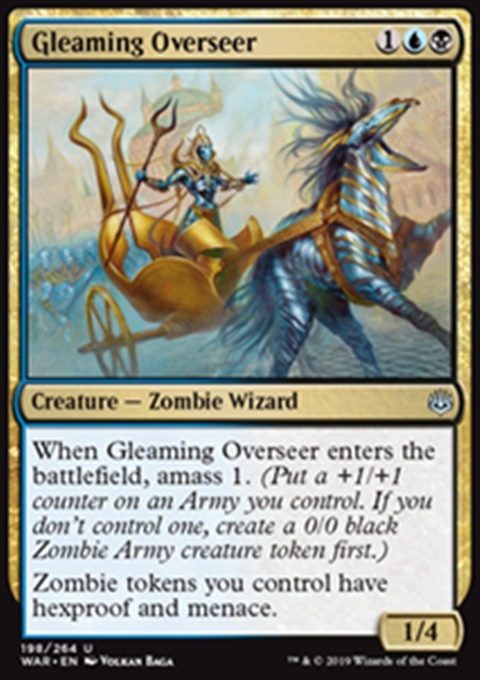 Gleaming Overseer 1
Creature — Zombie Wizard
When Gleaming Overseer enters the
battlefield, amass 1. (Put a +1/+1
counter on an Army you control. If you
don't control one, create a 0/0 black
Zombie Army creature token first.)
Zombie tokens you control have
hexproof and menace.
1/4
198/264 U
WAR • EN Volkan Baga
™ & © 2019 Wizards of the Coast